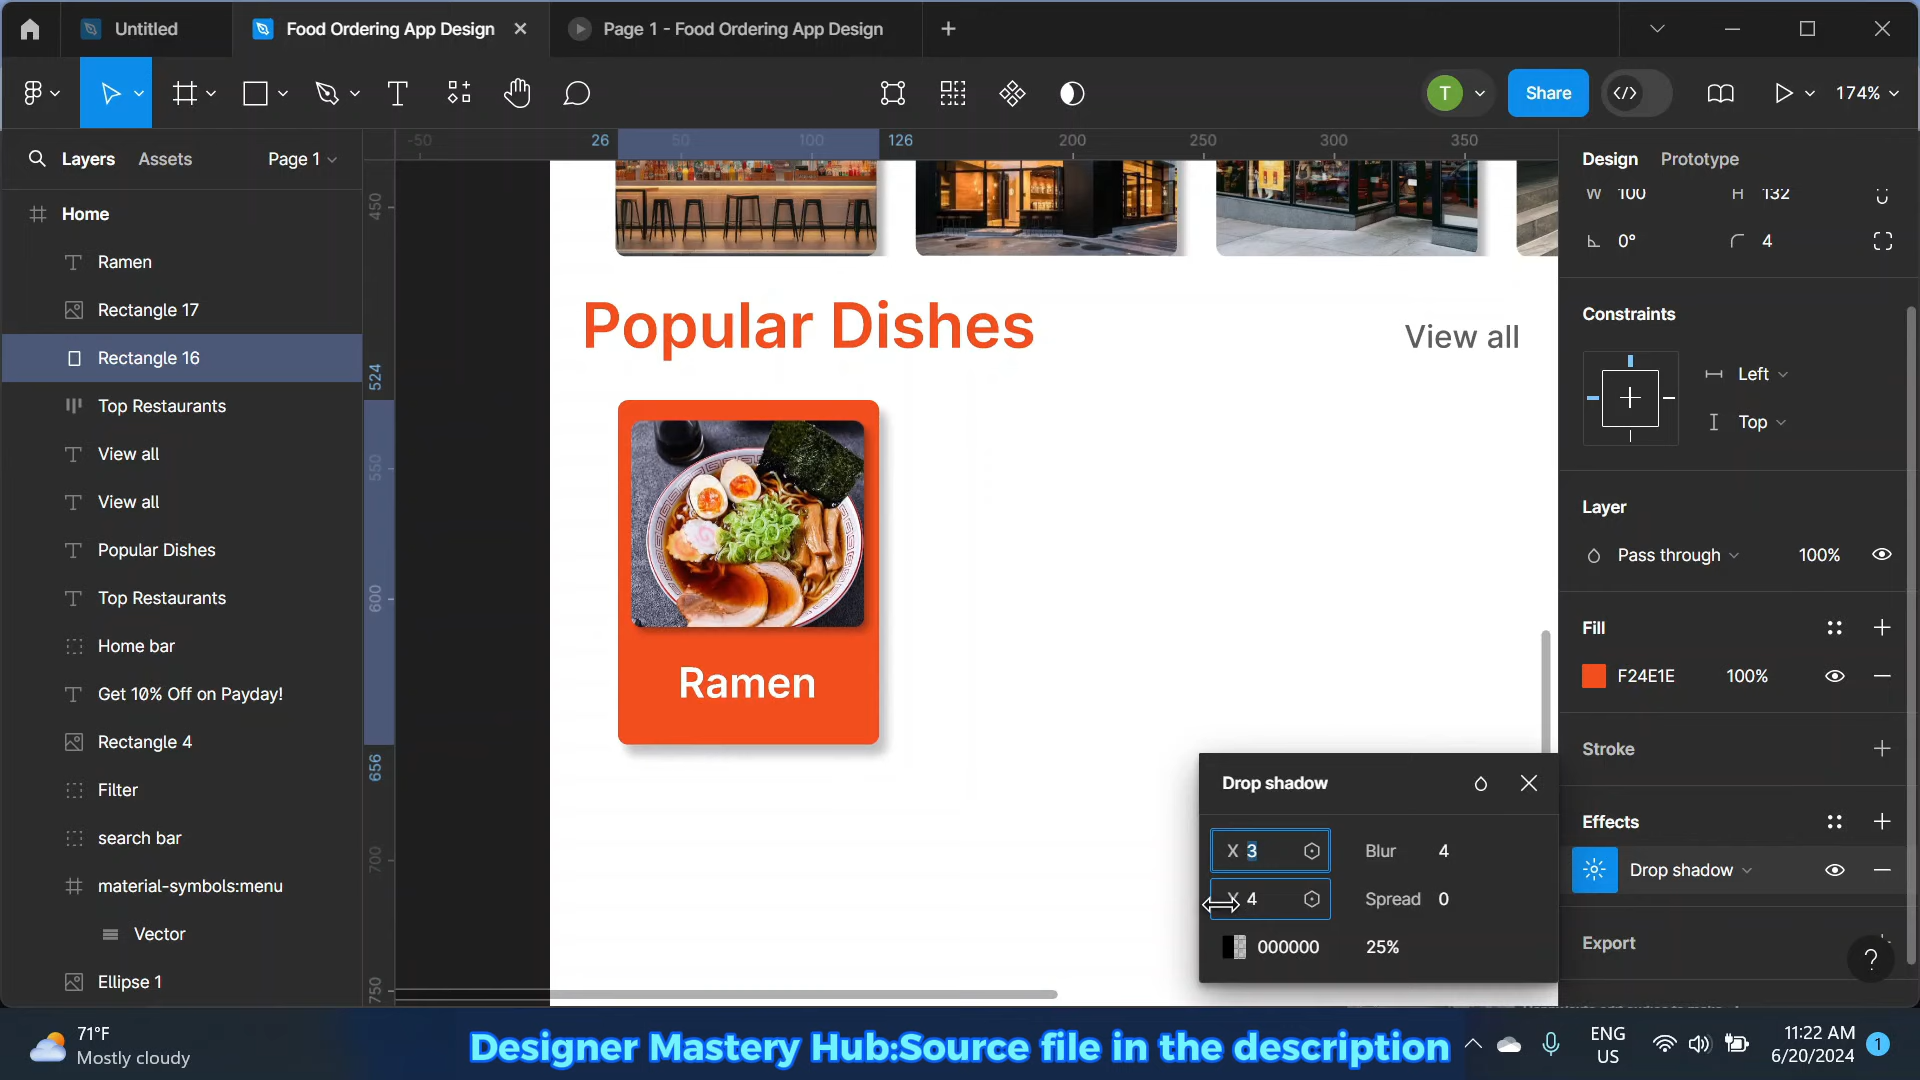 Untitled
Food Ordering App Design
Page 1 - Food Ordering App Design
T
Share
174%
Layers
Assets
Page 1
Design
Prototype
-50
26
50
100
126
200
250
300
350
450
524
550
600
656
700
750
Home
Ramen
Rectangle 17
Rectangle 16
Top Restaurants
View all
View all
Popular Dishes
Top Restaurants
Home bar
Get 10% Off on Payday!
Rectangle 4
Filter
search bar
material-symbols:menu
Vector
Ellipse 1
Popular Dishes
View all
Ramen
Drop shadow
X 3
Blur 4
Y 4
Spread 0
000000 25%
W 100 H 132
0° 4
Constraints
Left
Top
Layer
Pass through 100%
Fill
F24E1E 100%
Stroke
Effects
Drop shadow
Export
?
71°F
Mostly cloudy
Designer Mastery Hub:Source file in the description
ENG
US
11:22 AM
6/20/2024
1